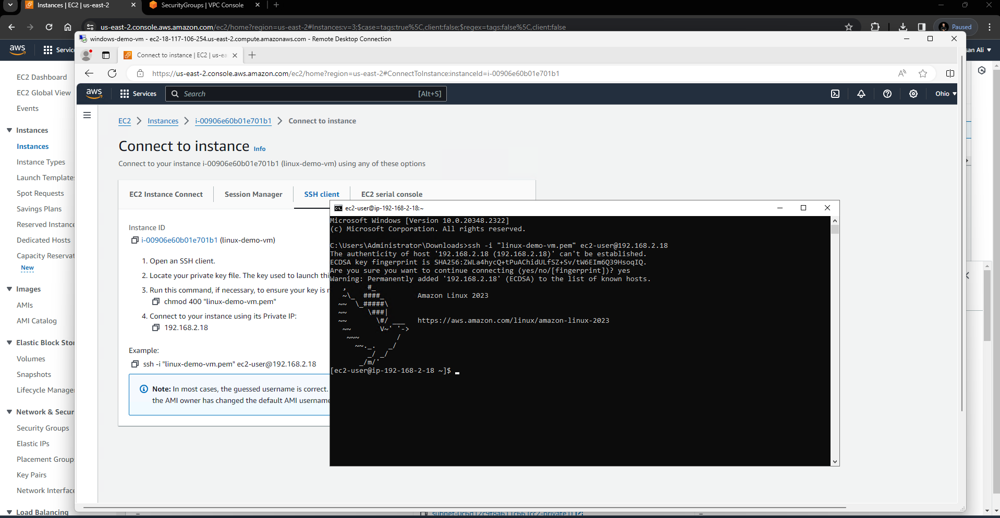 Instances | EC2 | us-east-2
SecurityGroups | VPC Console
us-east-2.console.aws.amazon.com/ec2/home?region=us-east-2#Instances:v=3;$case=tags:true%5C,client:false;$regex=tags:false%5C,client:false
Paused
windows-demo-vm - ec2-18-117-106-254.us-east-2.compute.amazonaws.com - Remote Desktop Connection
aws
Servic
san Ali
Connect to instance | EC2 | us-ea
https://us-east-2.console.aws.amazon.com/ec2/home?region=us-east-2#ConnectToInstance:instanceId=i-00906e60b01e701b1
aws
Services
Search
[Alt+S]
Ohio
EC2 Dashboard
EC2 Global View
Events
Instances
Instances
Instance Types
Launch Template
Spot Requests
Savings Plans
Reserved Instance
Dedicated Hosts
Capacity Reservat
New
Images
AMIs
AMI Catalog
Elastic Block Stor
Volumes
Snapshots
Lifecycle Manage
Network & Secur
Security Groups
Elastic IPs
Placement Group
Key Pairs
Network Interface
Load Balancing
EC2 > Instances > i-00906e60b01e701b1 > Connect to instance
Connect to instance Info
Connect to your instance i-00906e60b01e701b1 (linux-demo-vm) using any of these options
EC2 Instance Connect
Session Manager
SSH client
EC2 serial console
Instance ID
i-00906e60b01e701b1 (linux-demo-vm)
1. Open an SSH client.
2. Locate your private key file. The key used to launch thi
3. Run this command, if necessary, to ensure your key is n
chmod 400 "linux-demo-vm.pem"
4. Connect to your instance using its Private IP:
192.168.2.18
Example:
ssh -i "linux-demo-vm.pem" ec2-user@192.168.2.18
Note: In most cases, the guessed username is correct.
the AMI owner has changed the default AMI username
ec2-user@ip-192-168-2-18:~
Microsoft Windows [Version 10.0.20348.2322]
(c) Microsoft Corporation. All rights reserved.
C:\Users\Administrator\Downloads>ssh -i "linux-demo-vm.pem" ec2-user@192.168.2.18
The authenticity of host '192.168.2.18 (192.168.2.18)' can't be established.
ECDSA key fingerprint is SHA256:ZWLa4hycQ+tPuAChidULfSZ+Sv/tW6EIm6Q39HsoqIQ.
Are you sure you want to continue connecting (yes/no/[fingerprint])? yes
Warning: Permanently added '192.168.2.18' (ECDSA) to the list of known hosts.
   ,     #_
   ~\_  ####_        Amazon Linux 2023
  ~~  \_#####\
  ~~     \###|
  ~~       \#/ ___   https://aws.amazon.com/linux/amazon-linux-2023
   ~~       V~' '->
    ~~~         /
      ~~._.   _/
         _/ _/
       _/m/'
[ec2-user@ip-192-168-2-18 ~]$